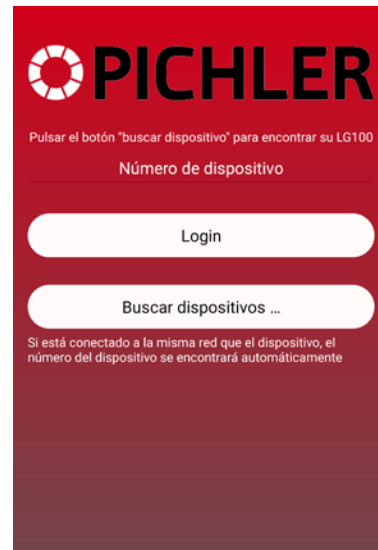 PICHLER
Pulsar el botón "buscar dispositivo" para encontrar su LG100
Número de dispositivo
Login
Buscar dispositivos ...
Si está conectado a la misma red que el dispositivo, el
número del dispositivo se encontrará automáticamente